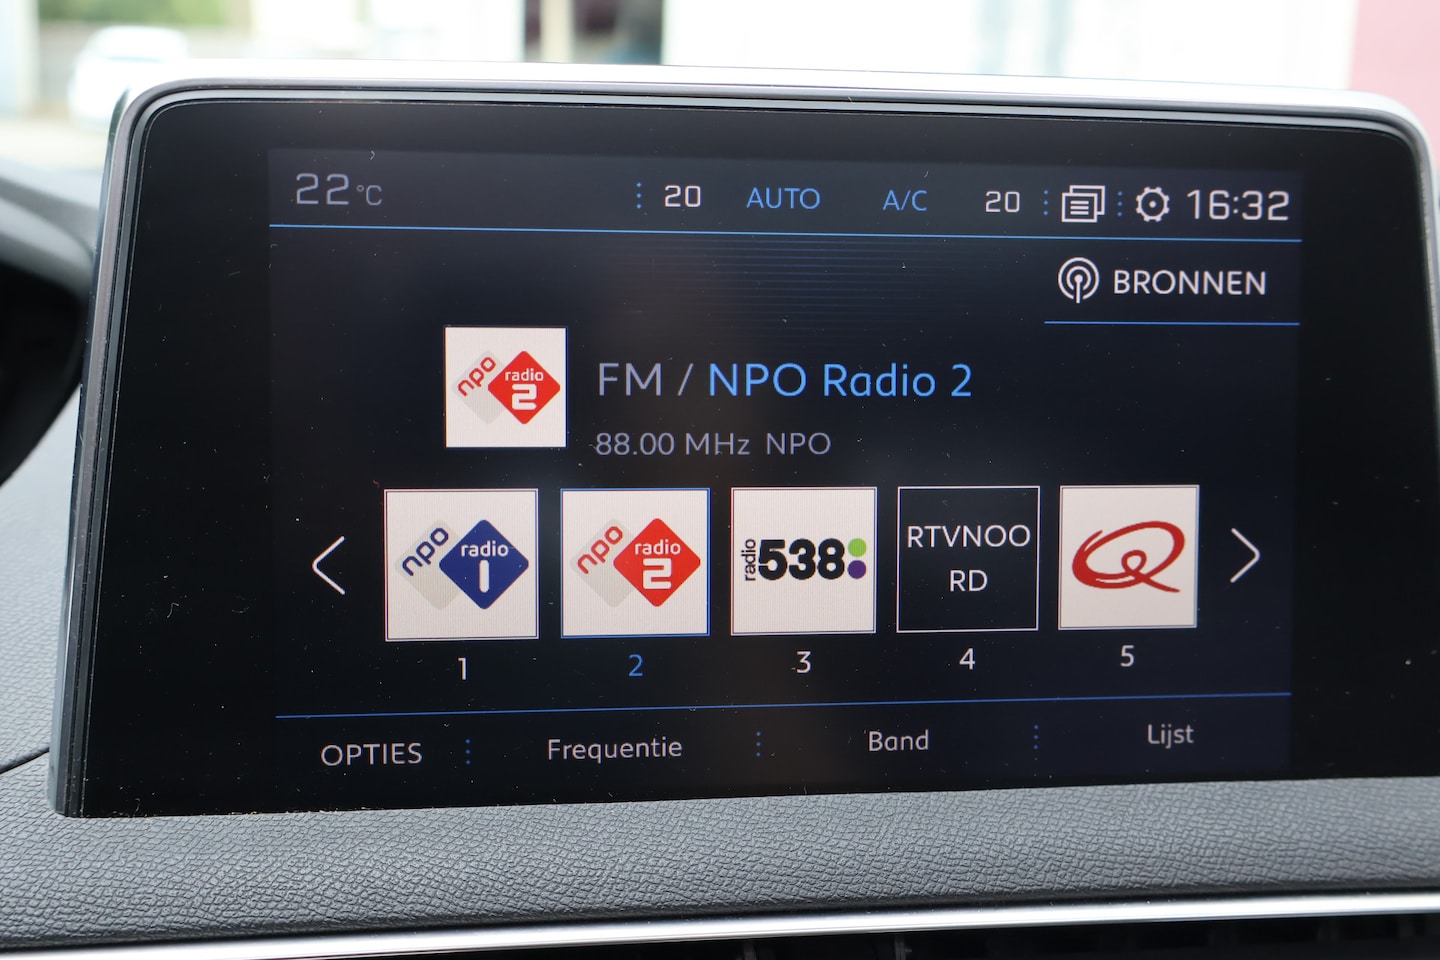 22°C 20 AUTO A/C 20 16:32
BRONNEN
npo radio 2
FM / NPO Radio 2
88.00 MHz NPO
npo radio 1
npo radio 2
radio 538
RTVNOO
RD
Q
1 2 3 4 5
OPTIES Frequentie Band Lijst